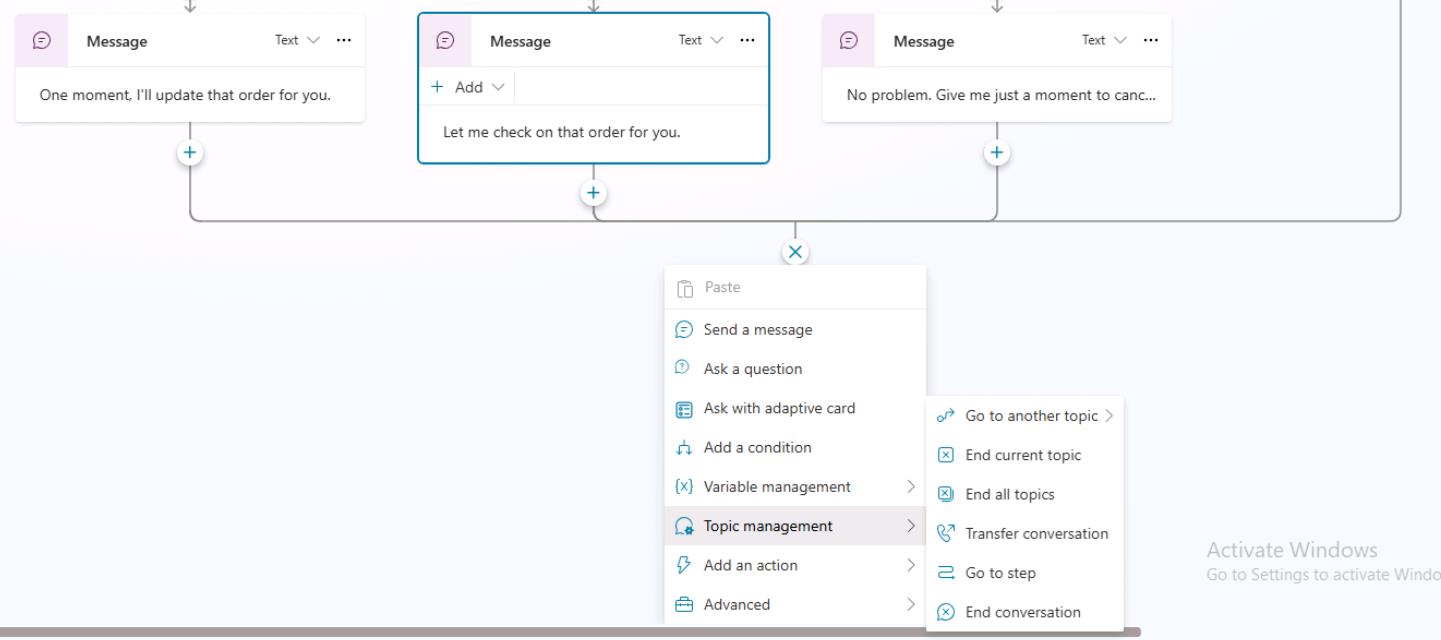 Message Text
One moment, I'll update that order for you.
Message Text
Add
Let me check on that order for you.
Message Text
No problem. Give me just a moment to canc...
Paste
Send a message
Ask a question
Ask with adaptive card
Add a condition
Variable management
Topic management
Add an action
Advanced
Go to another topic
End current topic
End all topics
Transfer conversation
Go to step
End conversation
Activate Windows
Go to Settings to activate Windo